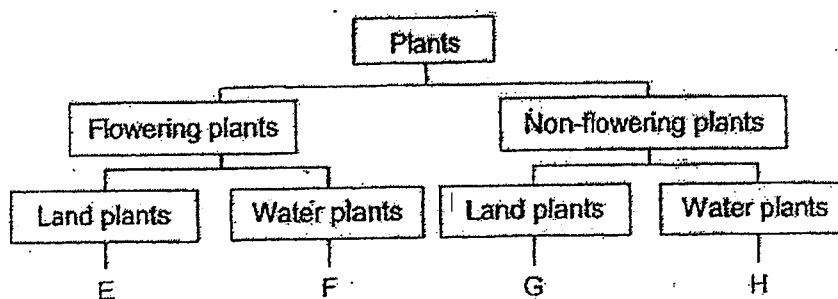 Plants
Flowering plants
Non-flowering plants
Land plants
Water plants
Land plants
Water plants
E
F
G
H